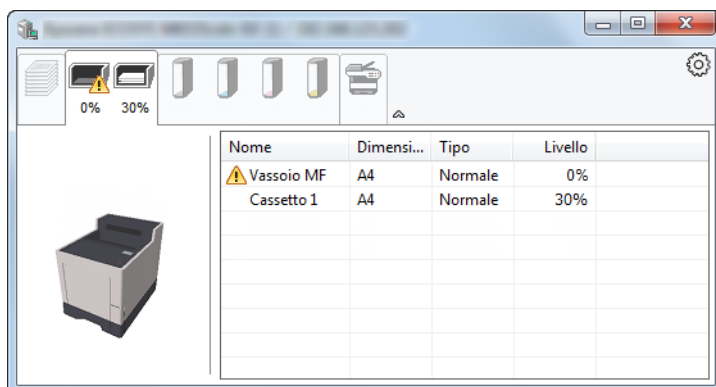 0% 30%
Nome Dimensi... Tipo Livello
Vassoio MF A4 Normale 0%
Cassetto 1 A4 Normale 30%